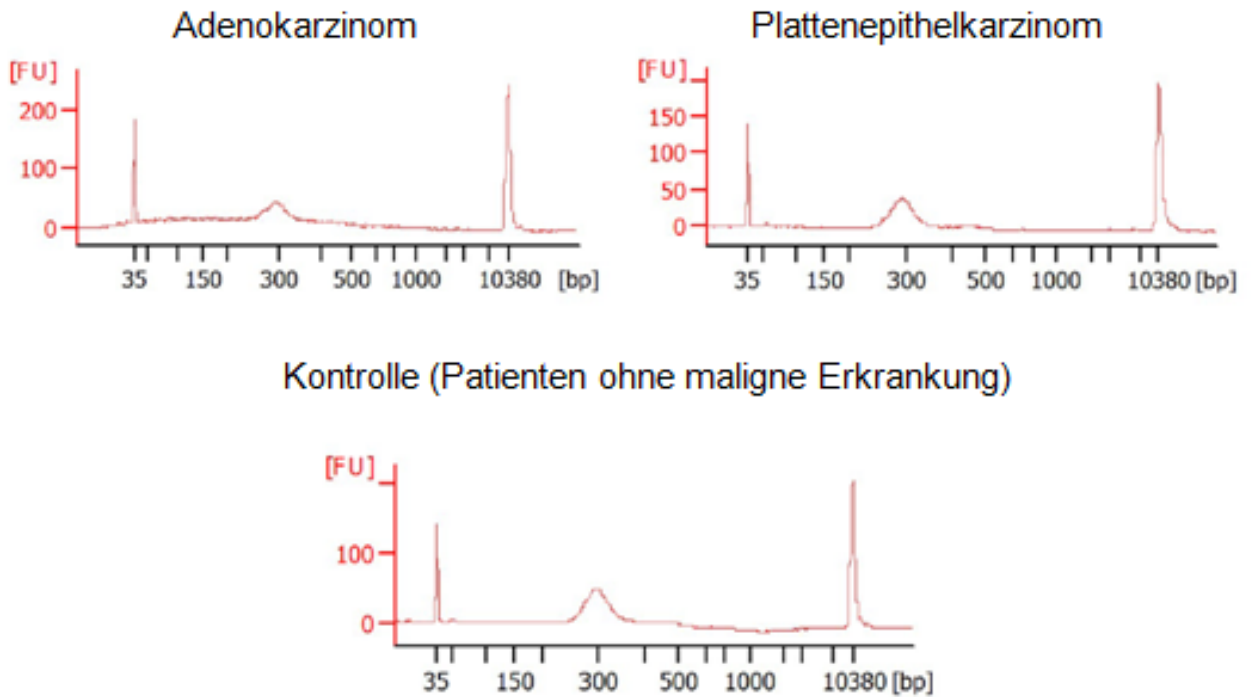 Adenokarzinom
[FU]
200
100
0
35 150 300 500 1000 10380 [bp]
Plattenepithelkarzinom
[FU]
150
100
50
0
35 150 300 500 1000 10380 [bp]
Kontrolle (Patienten ohne maligne Erkrankung)
[FU]
100
0
35 150 300 500 1000 10380 [bp]